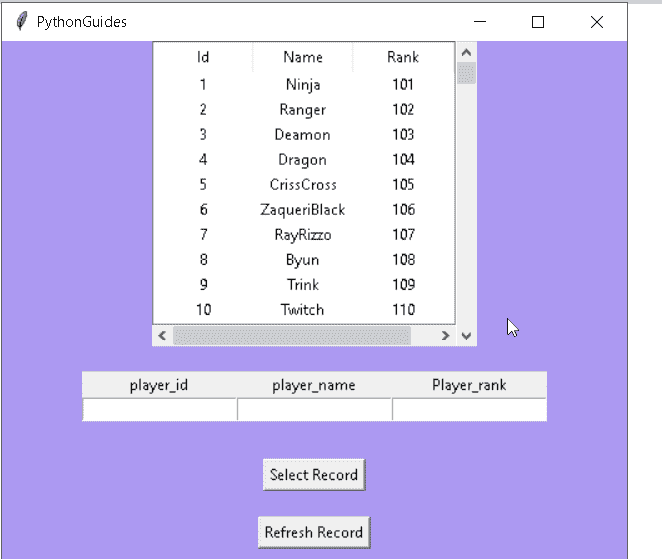 PythonGuides
Id Name Rank
1 Ninja 101
2 Ranger 102
3 Deamon 103
4 Dragon 104
5 CrissCross 105
6 ZaqueriBlack 106
7 RayRizzo 107
8 Byun 108
9 Trink 109
10 Twitch 110
player_id player_name Player_rank
Select Record
Refresh Record